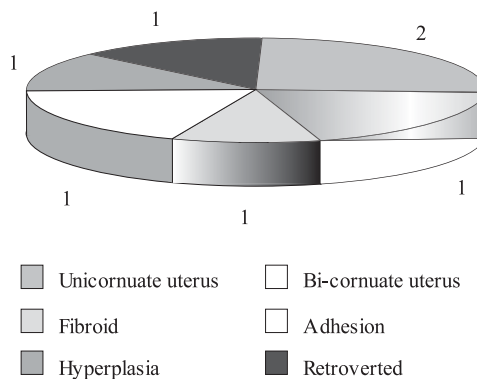 1
2
1
1
1
1
Unicornuate uterus
Bi-cornuate uterus
Fibroid
Adhesion
Hyperplasia
Retroverted